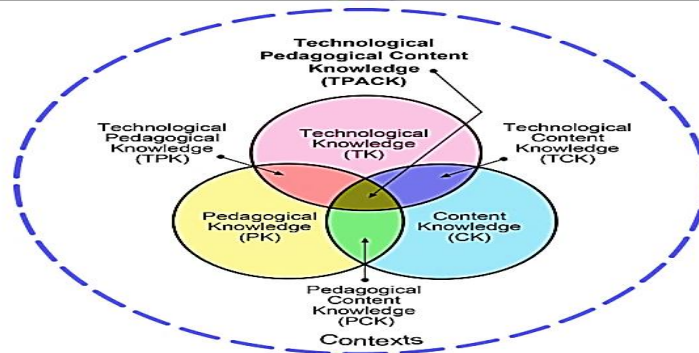 Technological
Pedagogical Content
Knowledge
(TPACK)
Technological
Pedagogical
Knowledge
(TPK)
Technological
Knowledge
(TK)
Technological
Content
Knowledge
(TCK)
Pedagogical
Knowledge
(PK)
Content
Knowledge
(CK)
Pedagogical
Content
Knowledge
(PCK)
Contexts